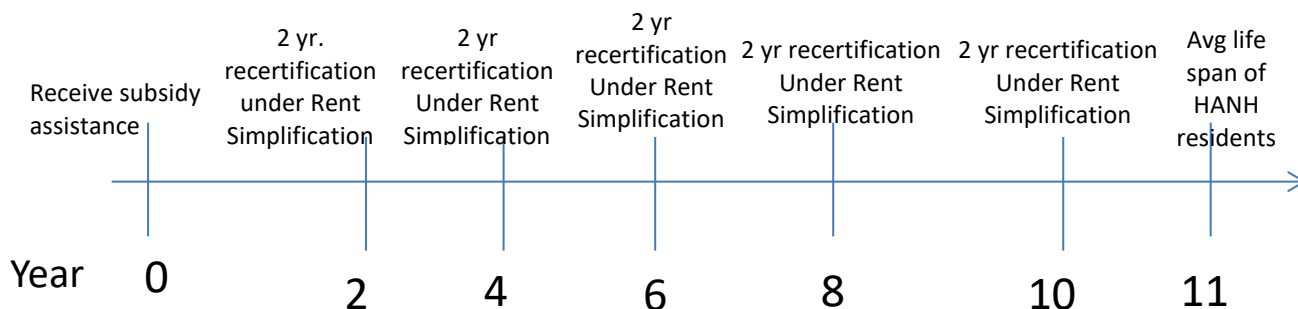 Receive subsidy
assistance
2 yr.
recertification
under Rent
Simplification
2 yr
recertification
Under Rent
Simplification
2 yr
recertification
Under Rent
Simplification
2 yr recertification
Under Rent
Simplification
2 yr recertification
Under Rent
Simplification
Avg life
span of
HANH
residents
Year 0 2 4 6 8 10 11